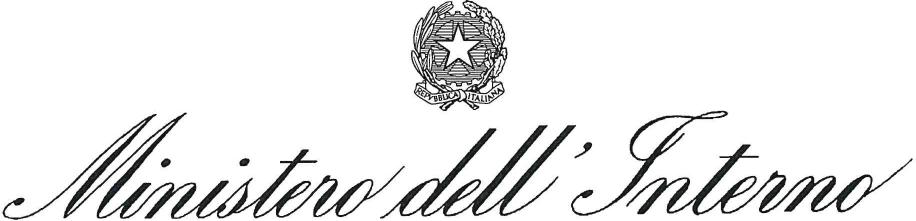 REPVBBLICA ITALIANA
Ministero dell'Interno